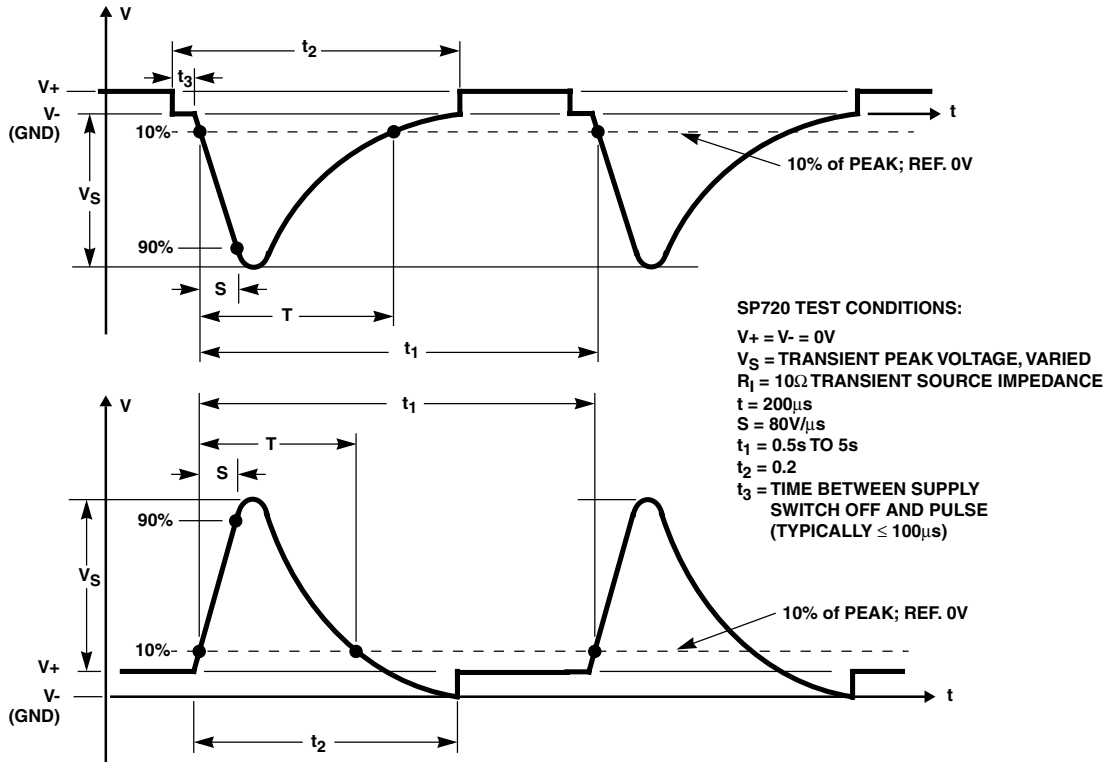 V
t2
t3
V+
V-
(GND)
t
10%
10% of PEAK; REF. 0V
VS
90%
S
T
t1
SP720 TEST CONDITIONS:
V+ = V- = 0V
VS = TRANSIENT PEAK VOLTAGE, VARIED
RI = 10Ω TRANSIENT SOURCE IMPEDANCE
t = 200µs
S = 80V/µs
t1 = 0.5s TO 5s
t2 = 0.2
t3 = TIME BETWEEN SUPPLY
SWITCH OFF AND PULSE
(TYPICALLY ≤ 100µs)
V
t1
T
S
90%
VS
10% of PEAK; REF. 0V
10%
V+
V-
(GND)
t
t2